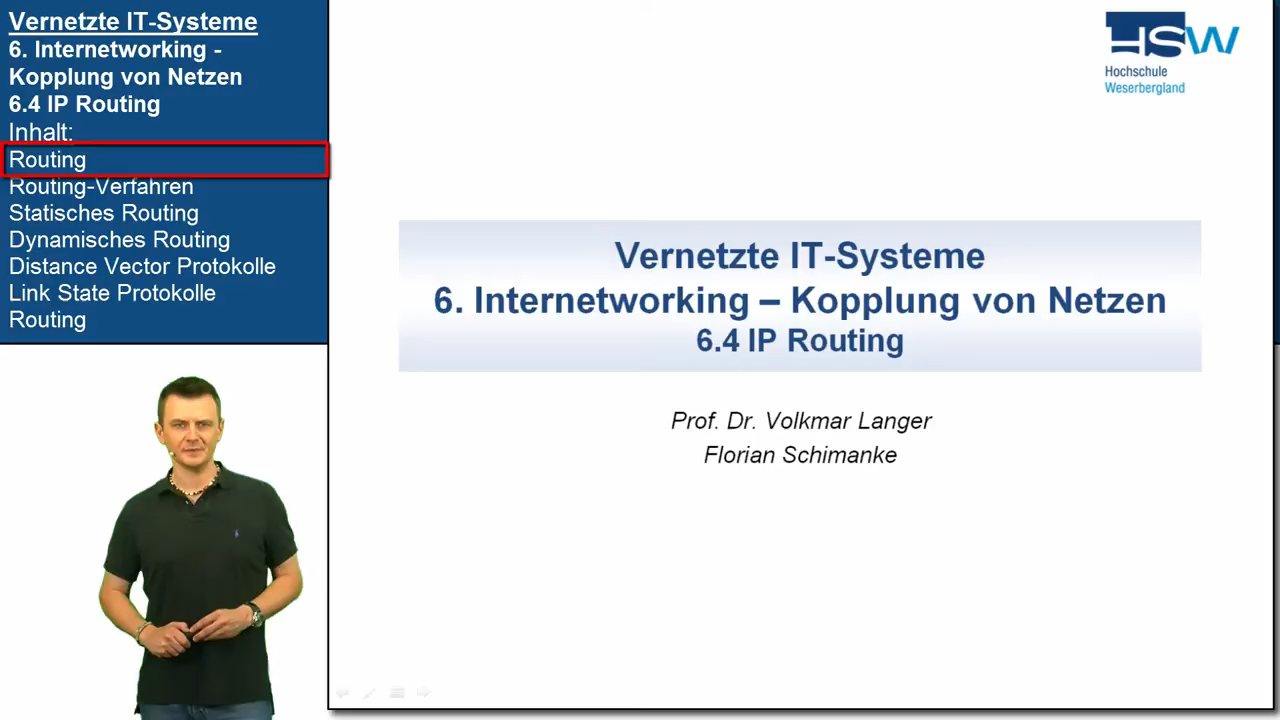 Vernetzte IT-Systeme
6. Internetworking -
Kopplung von Netzen
6.4 IP Routing
Inhalt:
Routing
Routing-Verfahren
Statisches Routing
Dynamisches Routing
Distance Vector Protokolle
Link State Protokolle
Routing
HSW
Hochschule
Weserbergland
Vernetzte IT-Systeme
6. Internetworking – Kopplung von Netzen
6.4 IP Routing
Prof. Dr. Volkmar Langer
Florian Schimanke